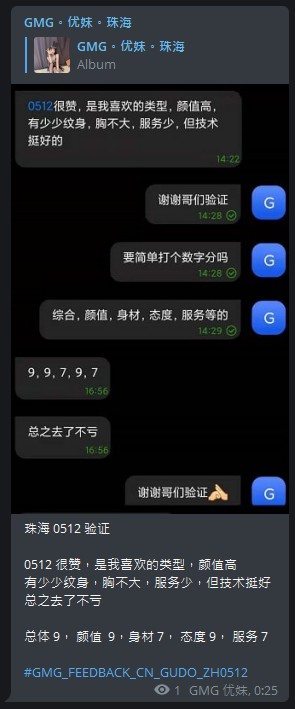 GMG。优妹。珠海
GMG。优妹。珠海
Album
0512很赞，是我喜欢的类型，颜值高，
有少少纹身，胸不大，服务少，但技术
挺好的
14:22
谢谢哥们验证
14:28
G
要简单打个数字分吗
14:28
G
综合，颜值，身材，态度，服务等的
14:29
G
9，9，7，9，7
16:56
总之去了不亏
16:56
谢谢哥们验证
G
珠海 0512 验证
0512 很赞，是我喜欢的类型，颜值高
有少少纹身，胸不大，服务少，但技术挺好
总之去了不亏
总体 9， 颜值 9，身材 7， 态度 9， 服务 7
#GMG_FEEDBACK_CN_GUDO_ZH0512
1 GMG 优妹, 0:25